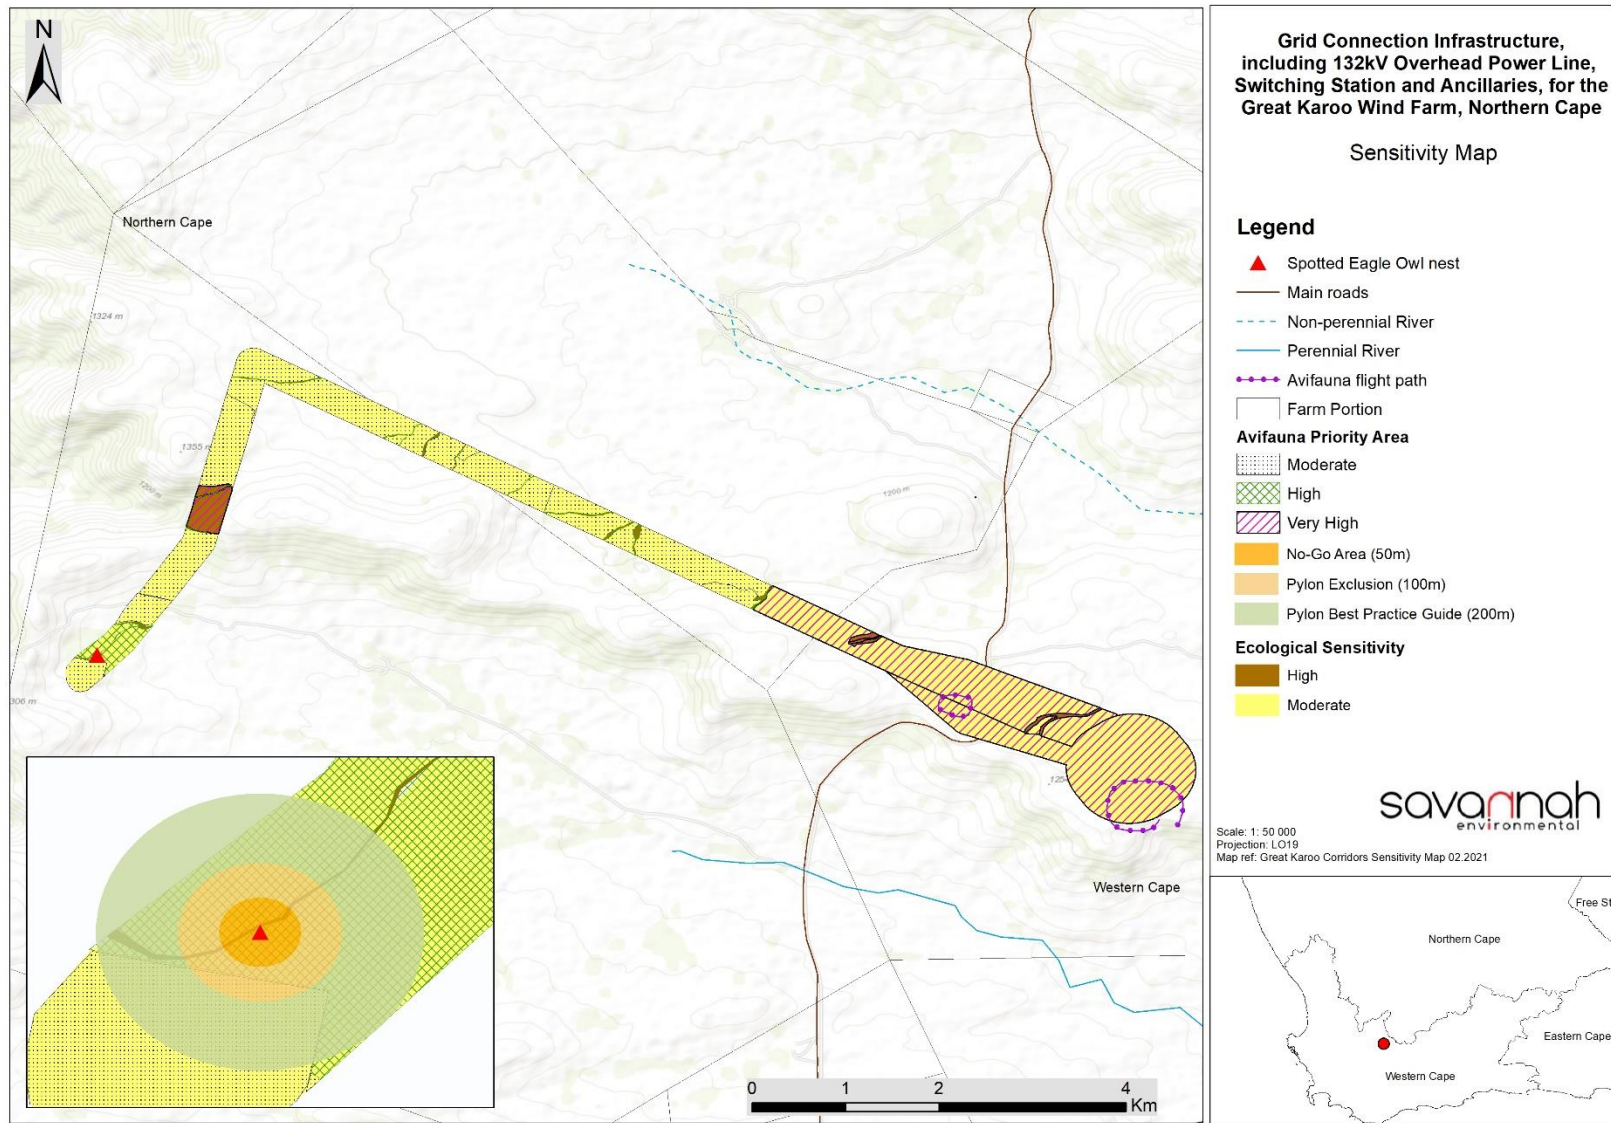 N
Northern Cape
1324 m
1355 m
1200 m
1200 m
306 m
125
Western Cape
0 1 2 4
Km
Grid Connection Infrastructure,
including 132kV Overhead Power Line,
Switching Station and Ancillaries, for the
Great Karoo Wind Farm, Northern Cape
Sensitivity Map
Legend
Spotted Eagle Owl nest
Main roads
Non-perennial River
Perennial River
Avifauna flight path
Farm Portion
Avifauna Priority Area
Moderate
High
Very High
No-Go Area (50m)
Pylon Exclusion (100m)
Pylon Best Practice Guide (200m)
Ecological Sensitivity
High
Moderate
savannah
environmental
Scale: 1: 50 000
Projection: LO19
Map ref: Great Karoo Corridors Sensitivity Map 02.2021
Free St
Northern Cape
Eastern Cape
Western Cape